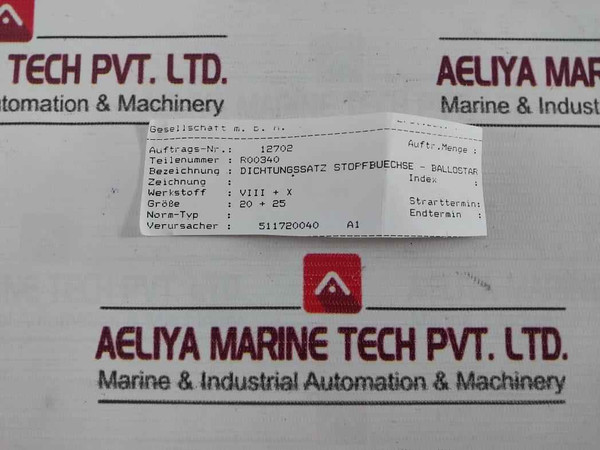 TECH PVT. LTD.
utomation & Machinery
AELIYA MAR
Marine & Indust
Gesellschaft m. b. H.
Auftrags-Nr.: 12702 Auftr.Menge :
Teilenummer : R00340
Bezeichnung : DICHTUNGSSATZ STOPFBUECHSE - BALLOSTAR
Zeichnung : Index :
Werkstoff : VIII + X
Größe : 20 + 25 Strarttermin:
Norm-Typ : Endtermin :
Verursacher : 511720040 A1
AELIYA MARINE TECH PVT. LTD.
Marine & Industrial Automation & Machinery